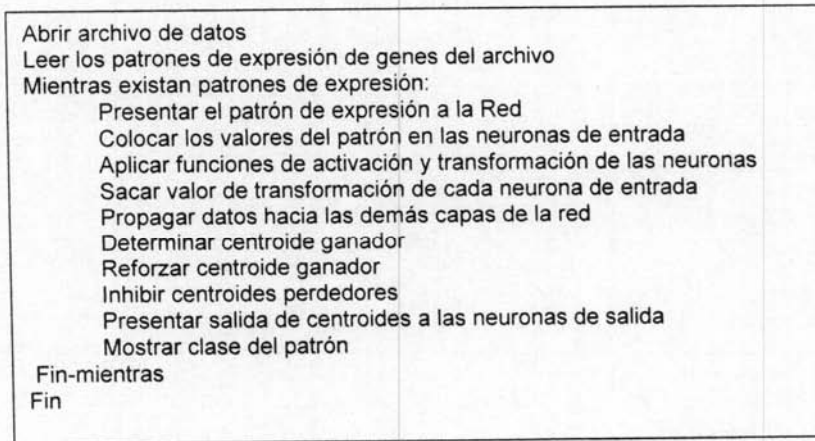 Abrir archivo de datos
Leer los patrones de expresión de genes del archivo
Mientras existan patrones de expresión:
Presentar el patrón de expresión a la Red
Colocar los valores del patrón en las neuronas de entrada
Aplicar funciones de activación y transformación de las neuronas
Sacar valor de transformación de cada neurona de entrada
Propagar datos hacia las demás capas de la red
Determinar centroide ganador
Reforzar centroide ganador
Inhibir centroides perdedores
Presentar salida de centroides a las neuronas de salida
Mostrar clase del patrón
Fin-mientras
Fin